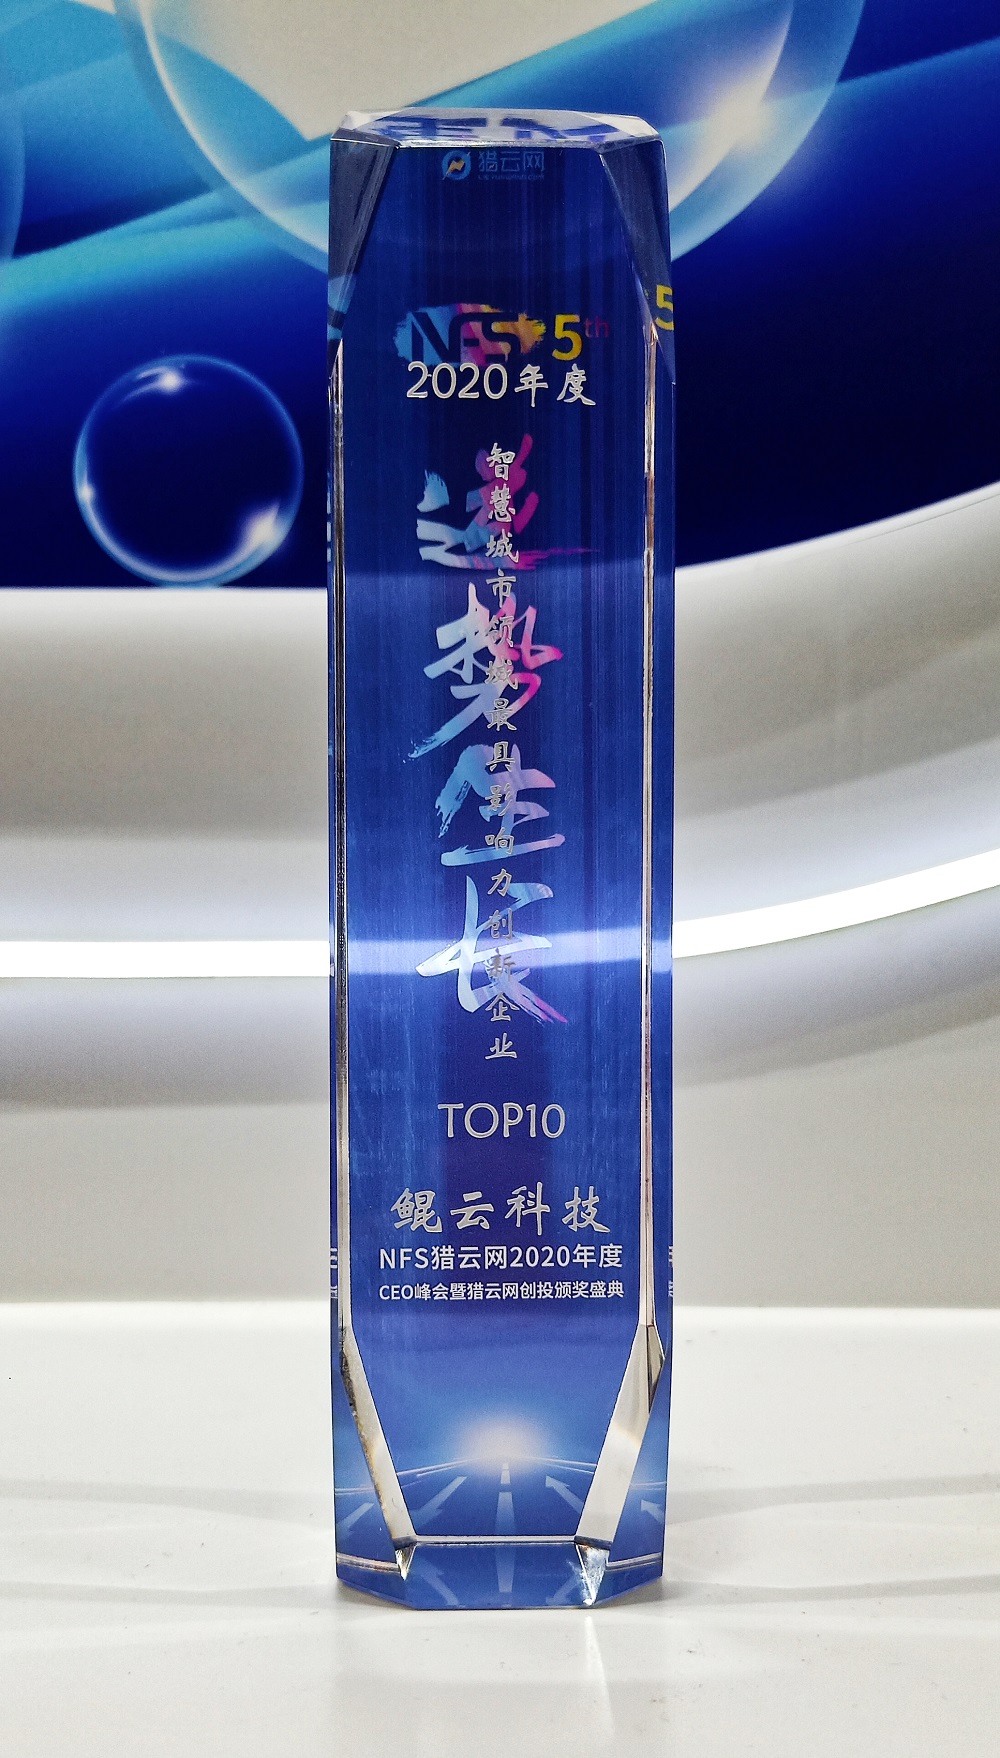 猎云网
NFS 5th
2020年度
智慧城市领域最具影响力创新企业
逆势生长
TOP10
鲲云科技
NFS猎云网2020年度
CEO峰会暨猎云网创投颁奖盛典